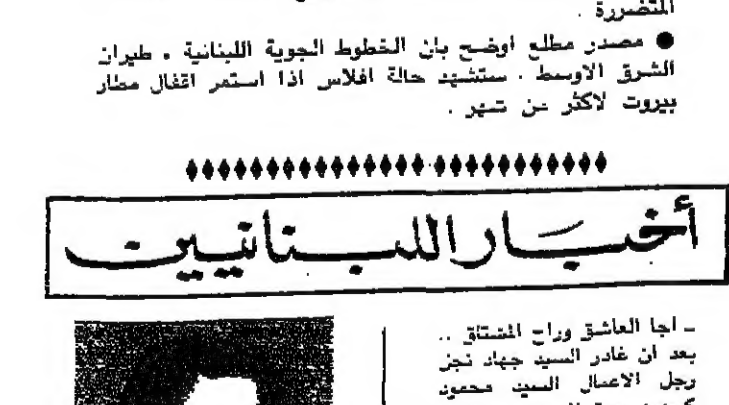 المتضررة .
● مصدر مطلع اوضح بان الخطوط الجوية اللبنانية ـ طيران
الشرق الاوسط . ستشهد حالة افلاس اذا استمر اقفال مطار
بيروت لاكثر من شهر .
أخبار اللبنانيين
ـ اجا العاشق وراح المشتاق ..
بعد ان غادر السيد جهاد
رجل الاعمال السيد محمود